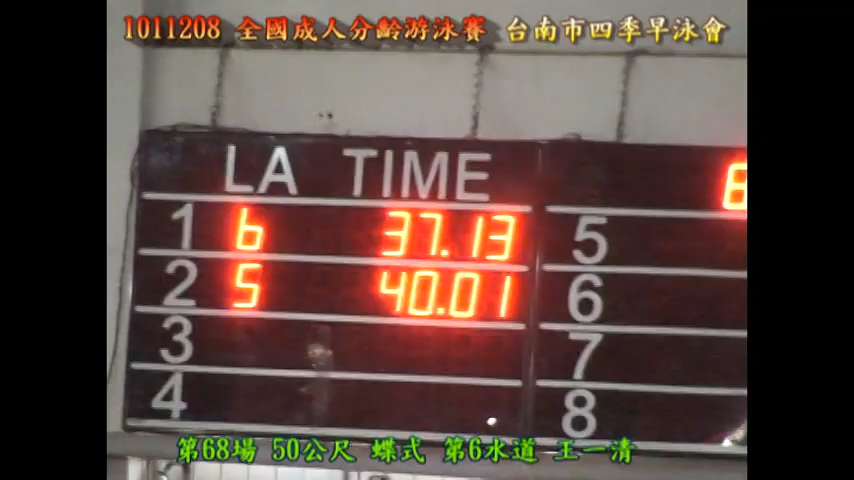 1011208 全國成人分齡游泳賽 台南市四季早泳會
LA TIME
1 6 37.13 5
2 5 40.01 6
3 7
4 8
第68場 50公尺 蝶式 第6水道 王一清